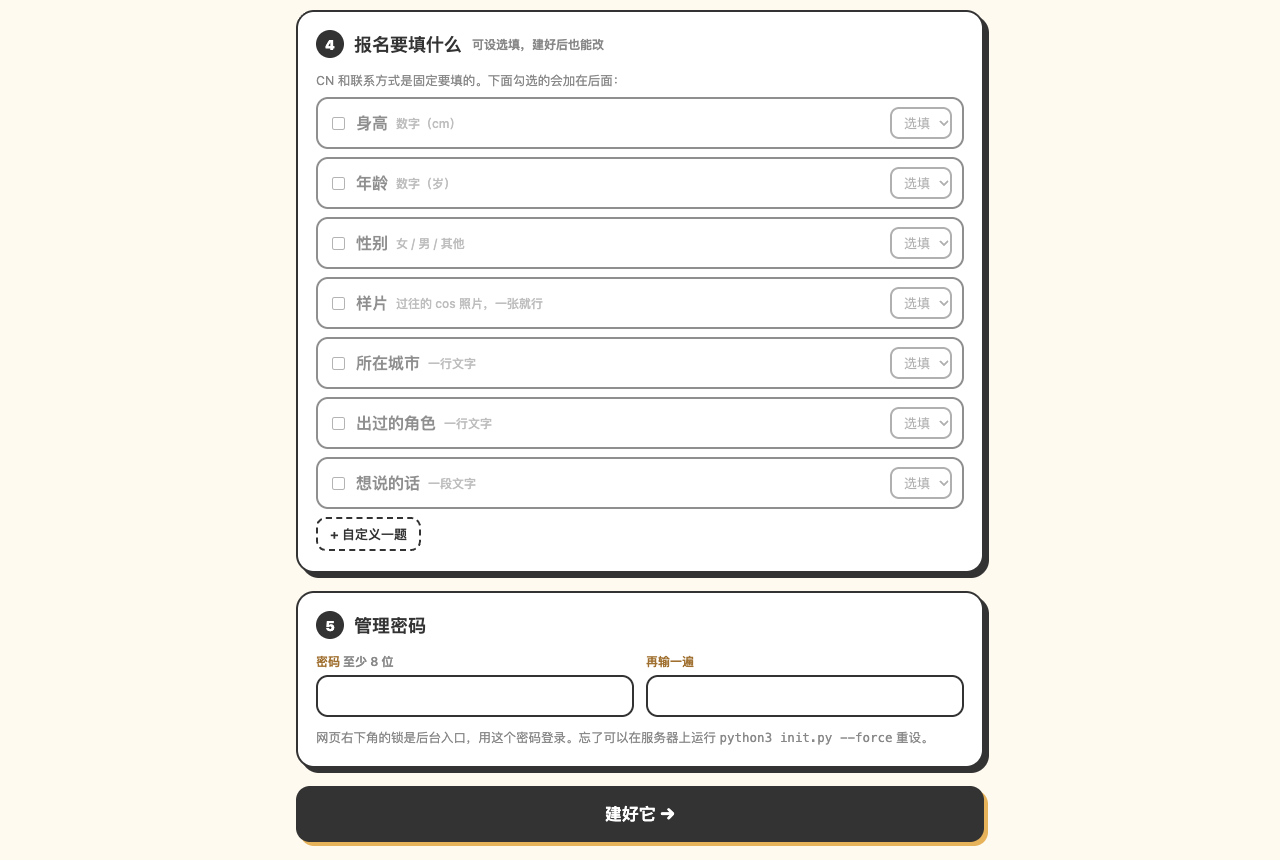 4 报名要填什么 可设选填，建好后也能改
CN 和联系方式是固定要填的。下面勾选的会加在后面：
身高 数字（cm） 选填
年龄 数字（岁） 选填
性别 女 / 男 / 其他 选填
样片 过往的 cos 照片，一张就行 选填
所在城市 一行文字 选填
出过的角色 一行文字 选填
想说的话 一段文字 选填
+ 自定义一题
5 管理密码
密码 至少 8 位 再输一遍
网页右下角的锁是后台入口，用这个密码登录。忘了可以在服务器上运行 python3 init.py --force 重设。
建好它 →